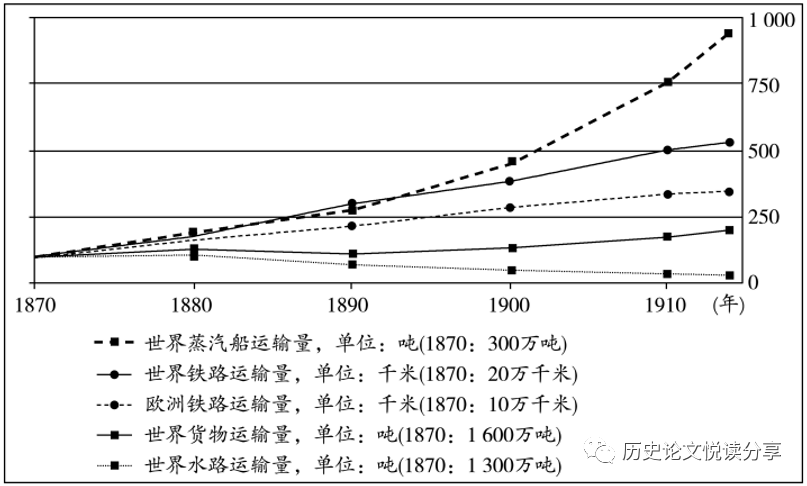 1 000
750
500
250
0
1870 1880 1890 1900 1910 (年)
世界蒸汽船运输量，单位：吨(1870：300万吨)
世界铁路运输量，单位：千米(1870：20万千米)
欧洲铁路运输量，单位：千米(1870：10万千米)
世界货物运输量，单位：吨(1870：1 600万吨)
世界水路运输量，单位：吨(1870：1 300万吨)
历史论文悦读分享